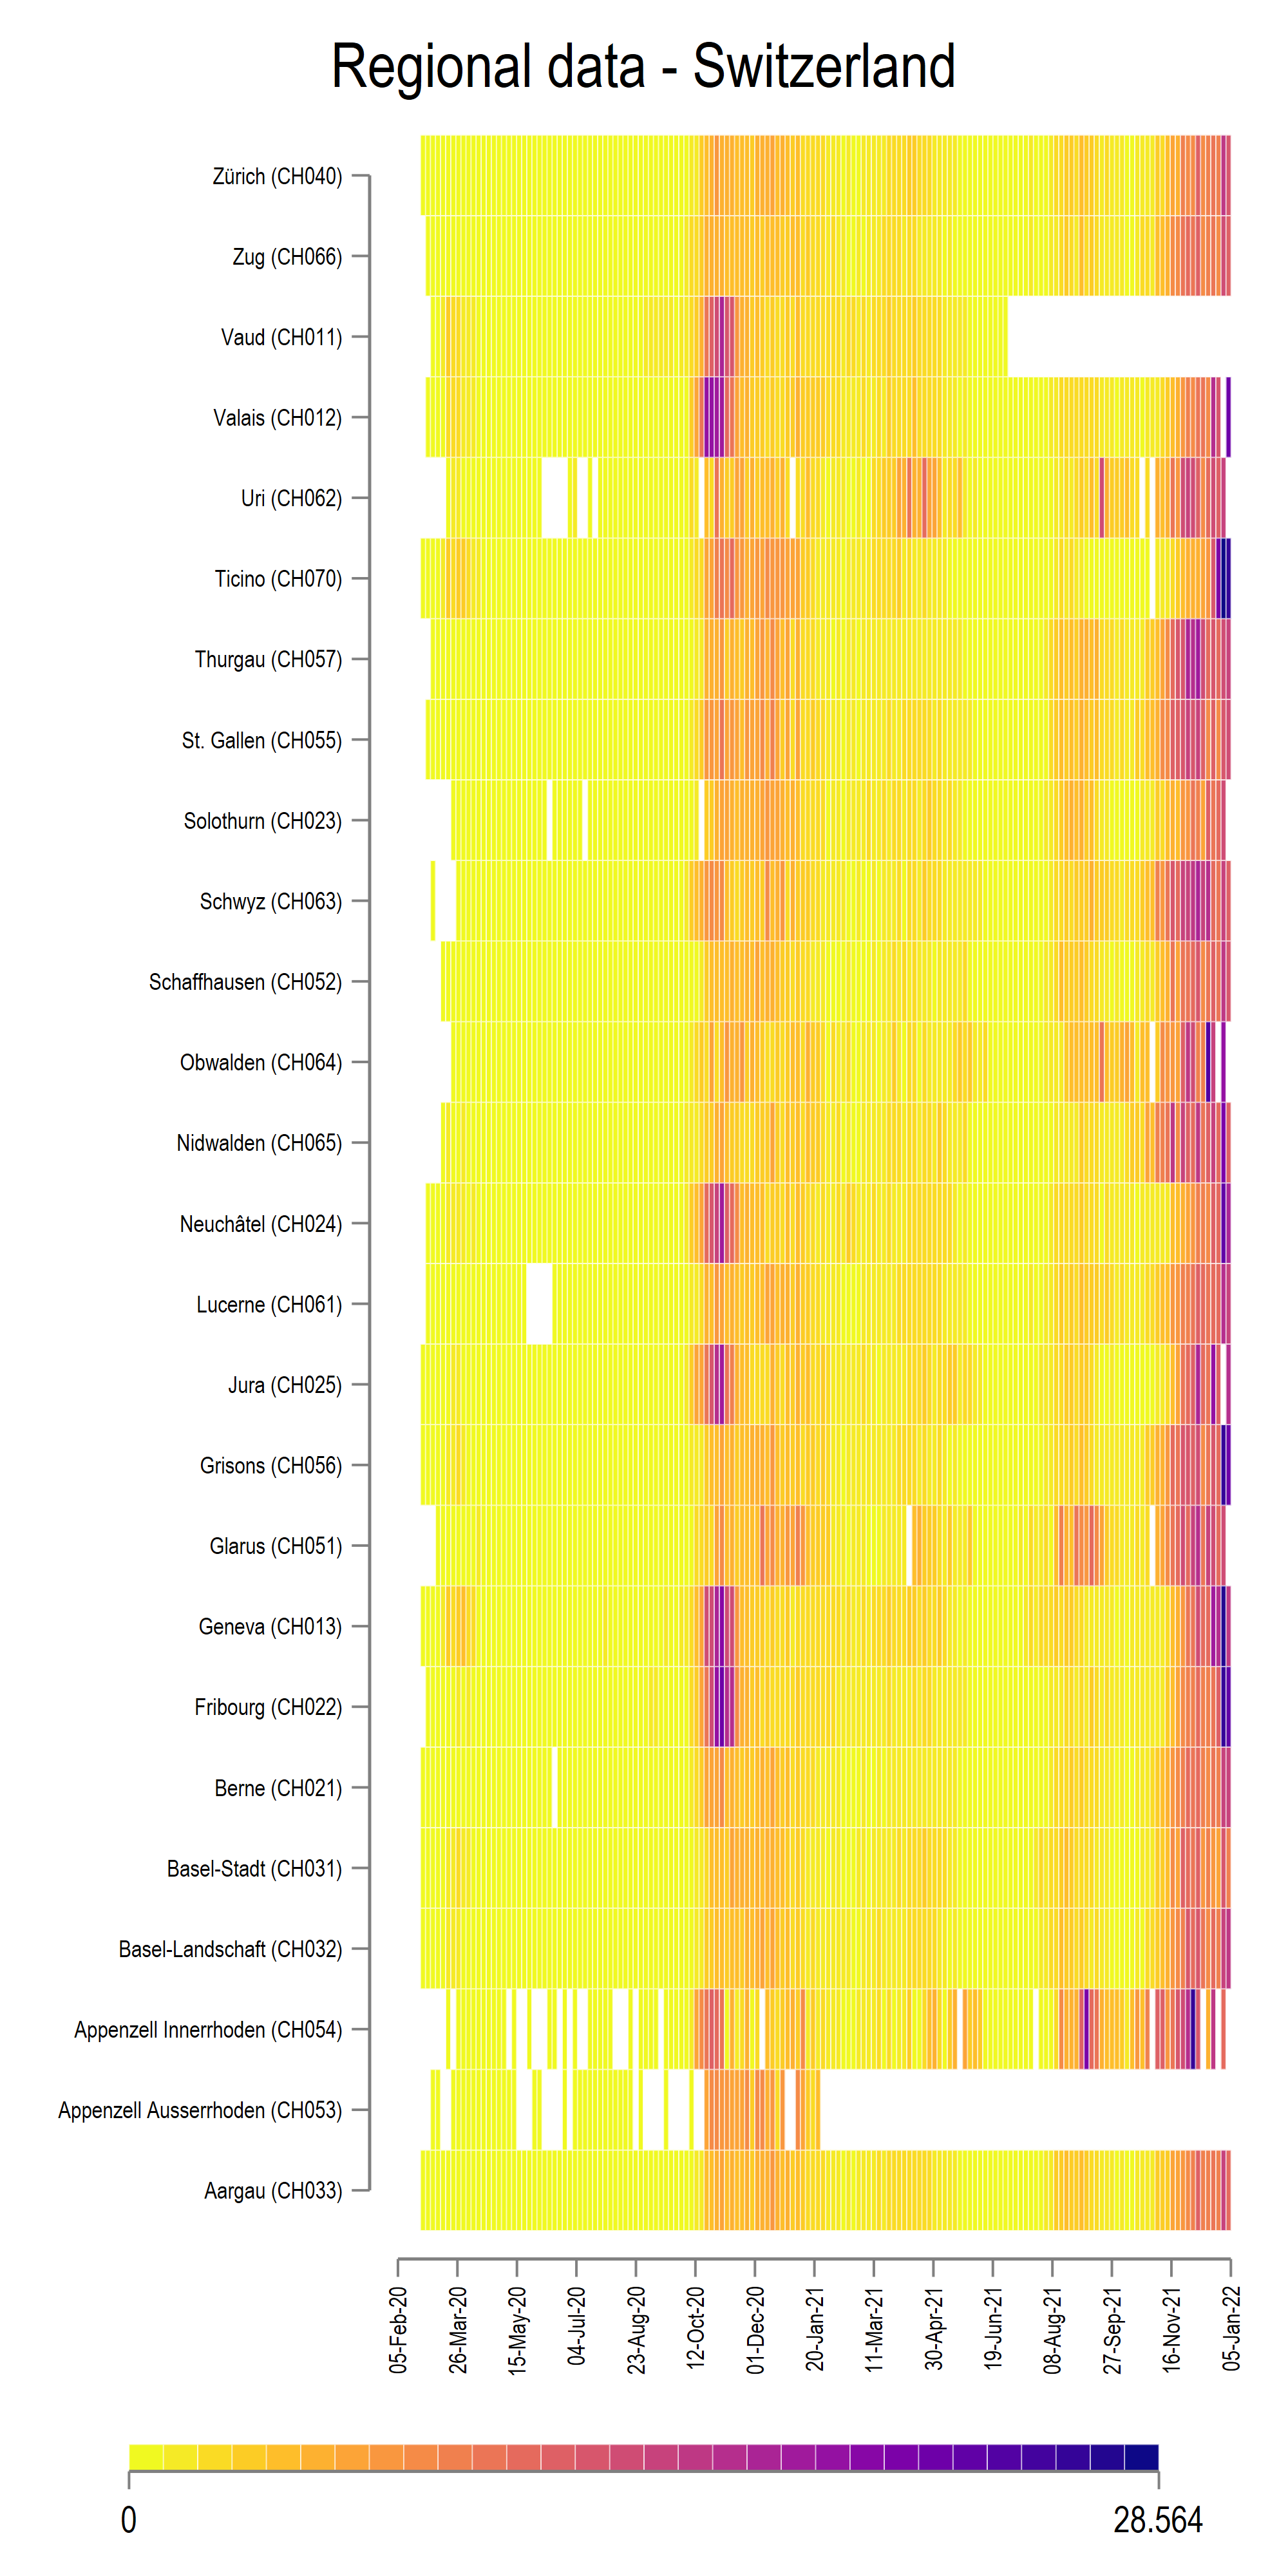 Regional data - Switzerland
Zürich (CH040)
Zug (CH066)
Vaud (CH011)
Valais (CH012)
Uri (CH062)
Ticino (CH070)
Thurgau (CH057)
St. Gallen (CH055)
Solothurn (CH023)
Schwyz (CH063)
Schaffhausen (CH052)
Obwalden (CH064)
Nidwalden (CH065)
Neuchâtel (CH024)
Lucerne (CH061)
Jura (CH025)
Grisons (CH056)
Glarus (CH051)
Geneva (CH013)
Fribourg (CH022)
Berne (CH021)
Basel-Stadt (CH031)
Basel-Landschaft (CH032)
Appenzell Innerrhoden (CH054)
Appenzell Ausserrhoden (CH053)
Aargau (CH033)
05-Feb-20
26-Mar-20
15-May-20
04-Jul-20
23-Aug-20
12-Oct-20
01-Dec-20
20-Jan-21
11-Mar-21
30-Apr-21
19-Jun-21
08-Aug-21
27-Sep-21
16-Nov-21
05-Jan-22
0
28.564